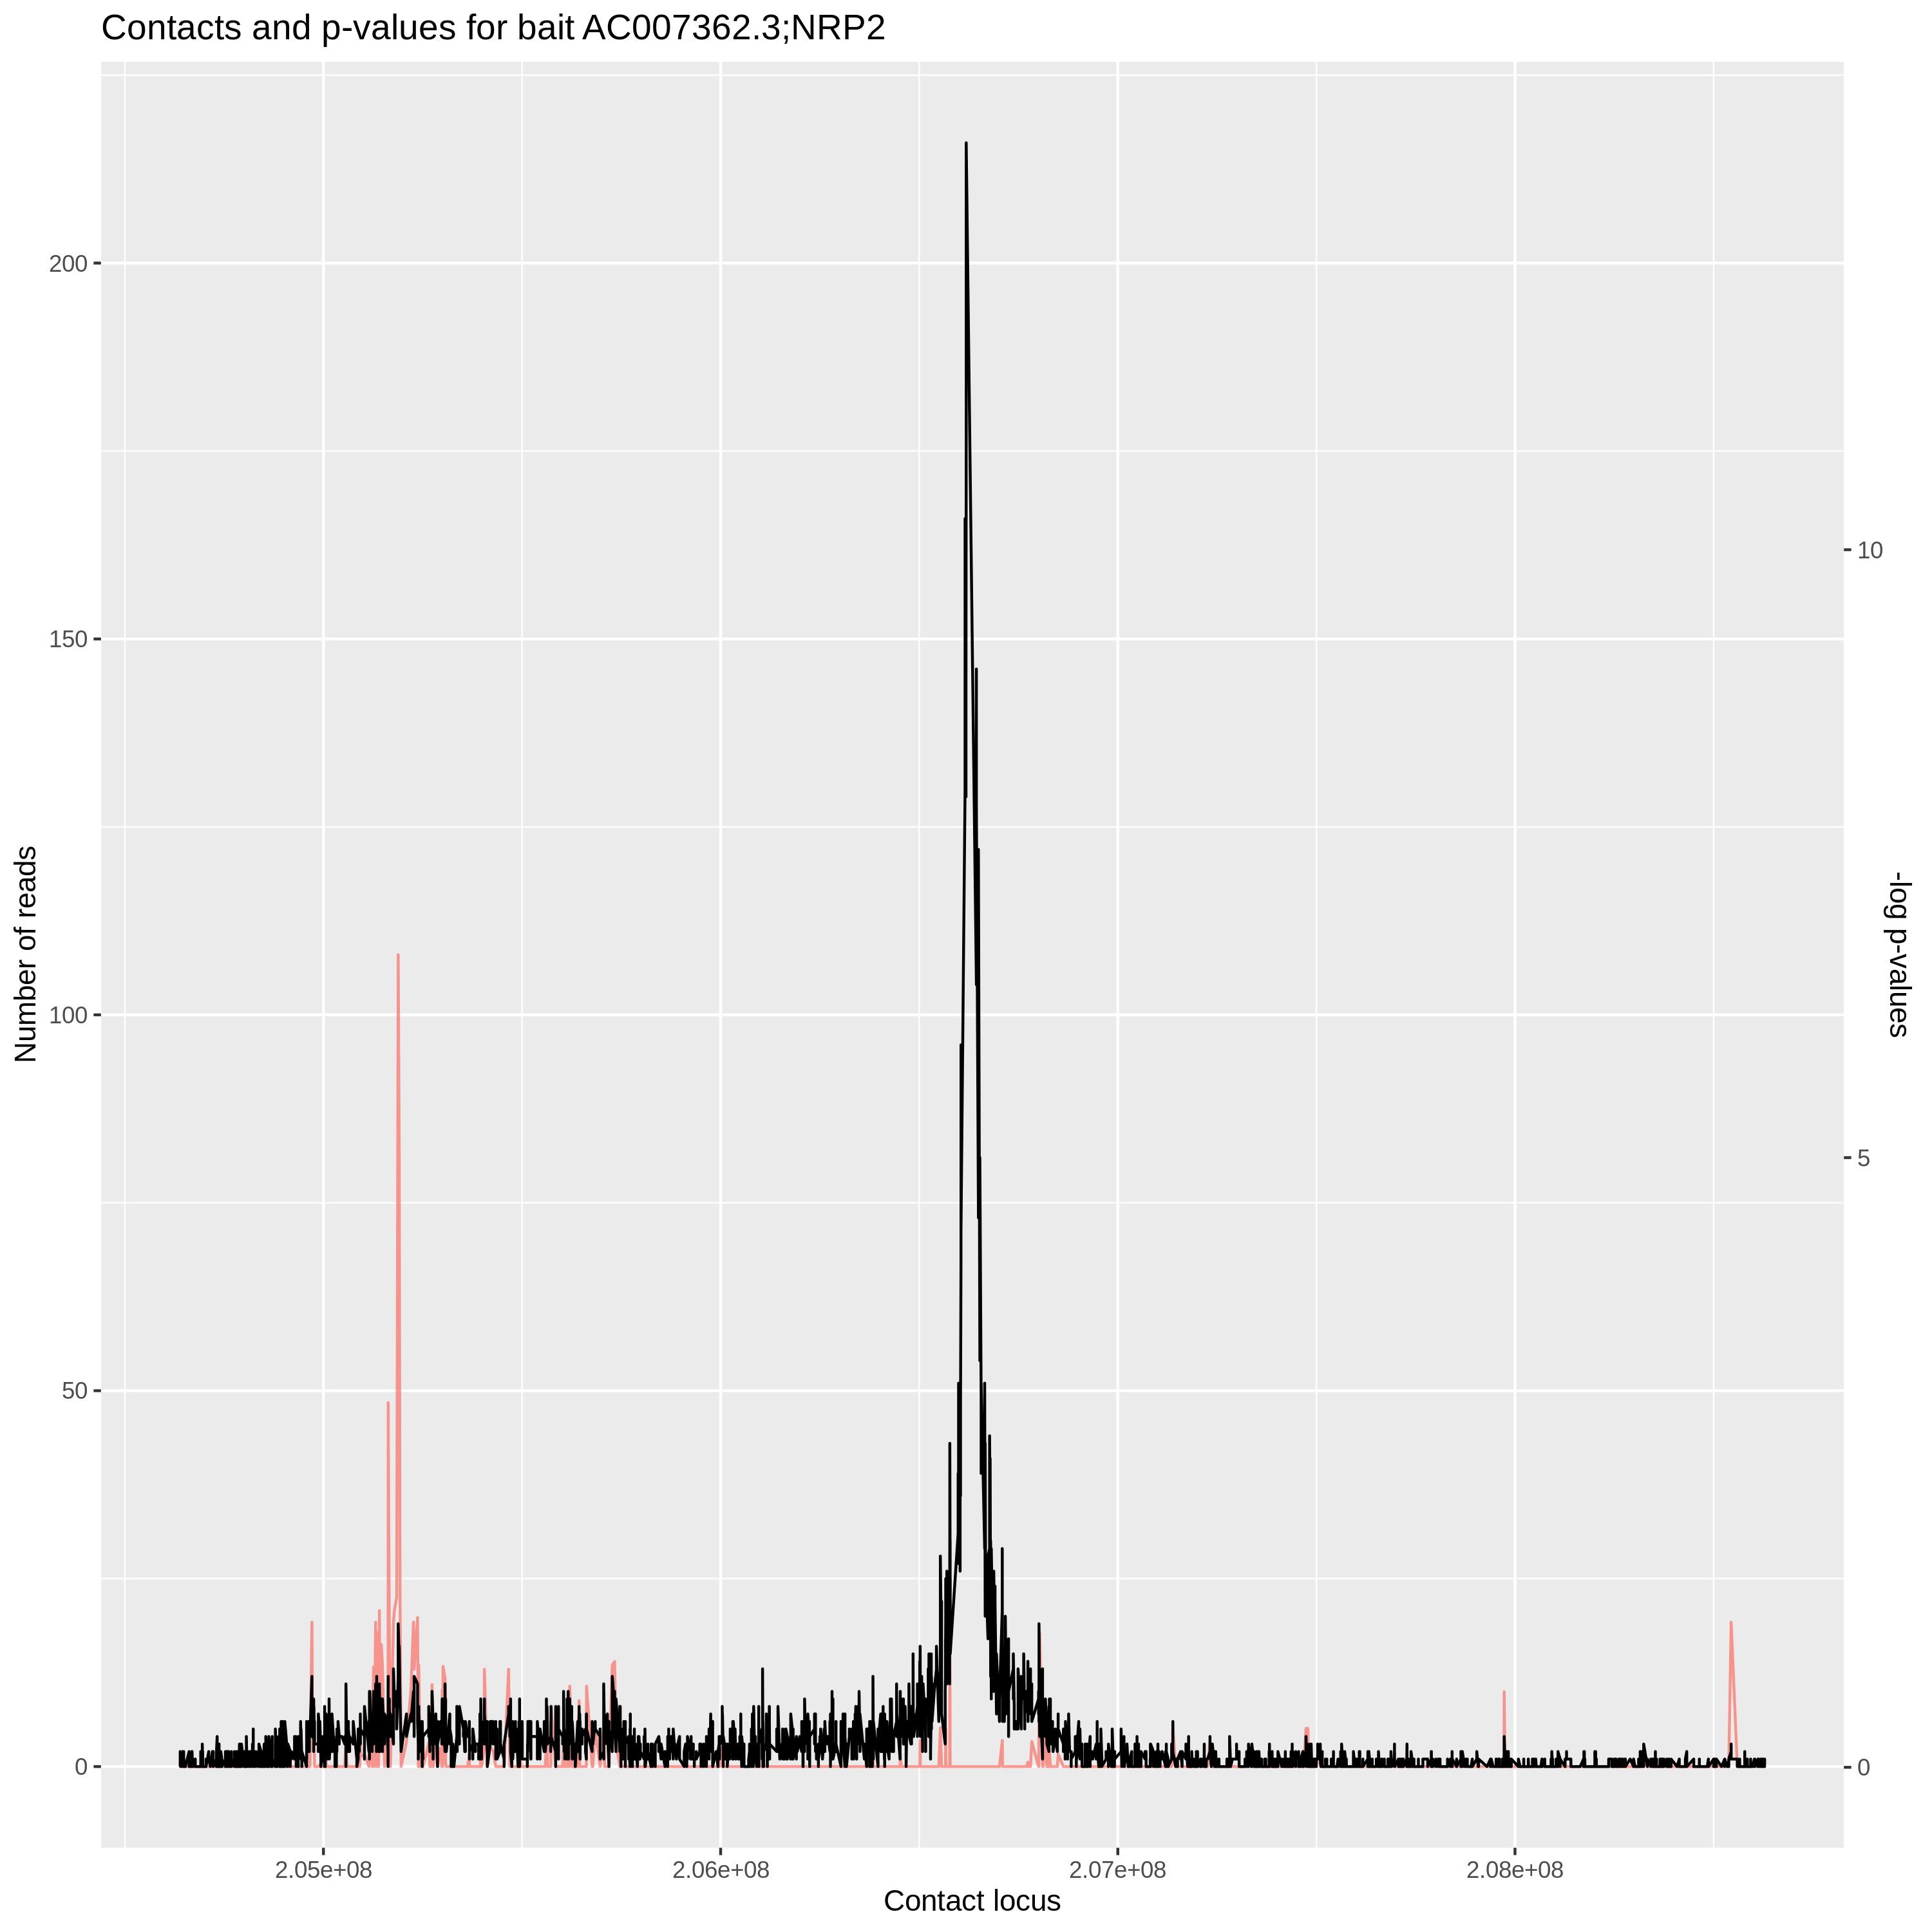 Contacts and p-values for bait AC007362.3;NRP2
200
150
100
50
0
Number of reads
10
5
0
-log p-values
2.05e+08
2.06e+08
2.07e+08
2.08e+08
Contact locus